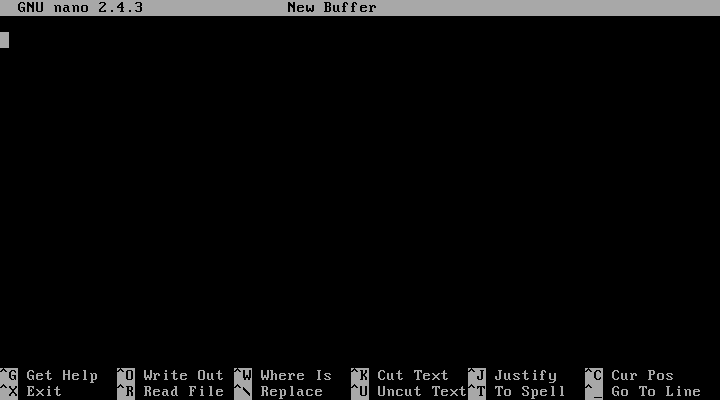 GNU nano 2.4.3 New Buffer
^G Get Help ^O Write Out ^W Where Is ^K Cut Text ^J Justify ^C Cur Pos
^X Exit ^R Read File ^\ Replace ^U Uncut Text ^T To Spell ^_ Go To Line